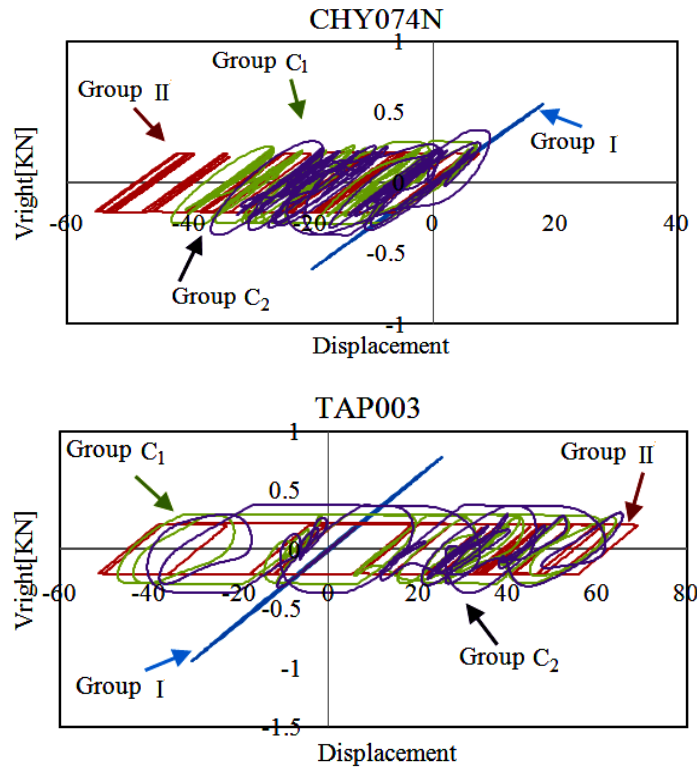 CHY074N
1
Group C₁
Group Ⅱ
0.5
Group Ⅰ
Vright[KN]
0
-60
-40
-20
0
20
40
-0.5
Group C₂
-1
Displacement
TAP003
1
Group C₁
Group Ⅱ
0.5
Vright[KN]
0
-60
-40
-20
0
20
40
60
80
-0.5
Group C₂
Group Ⅰ
-1
-1.5
Displacement